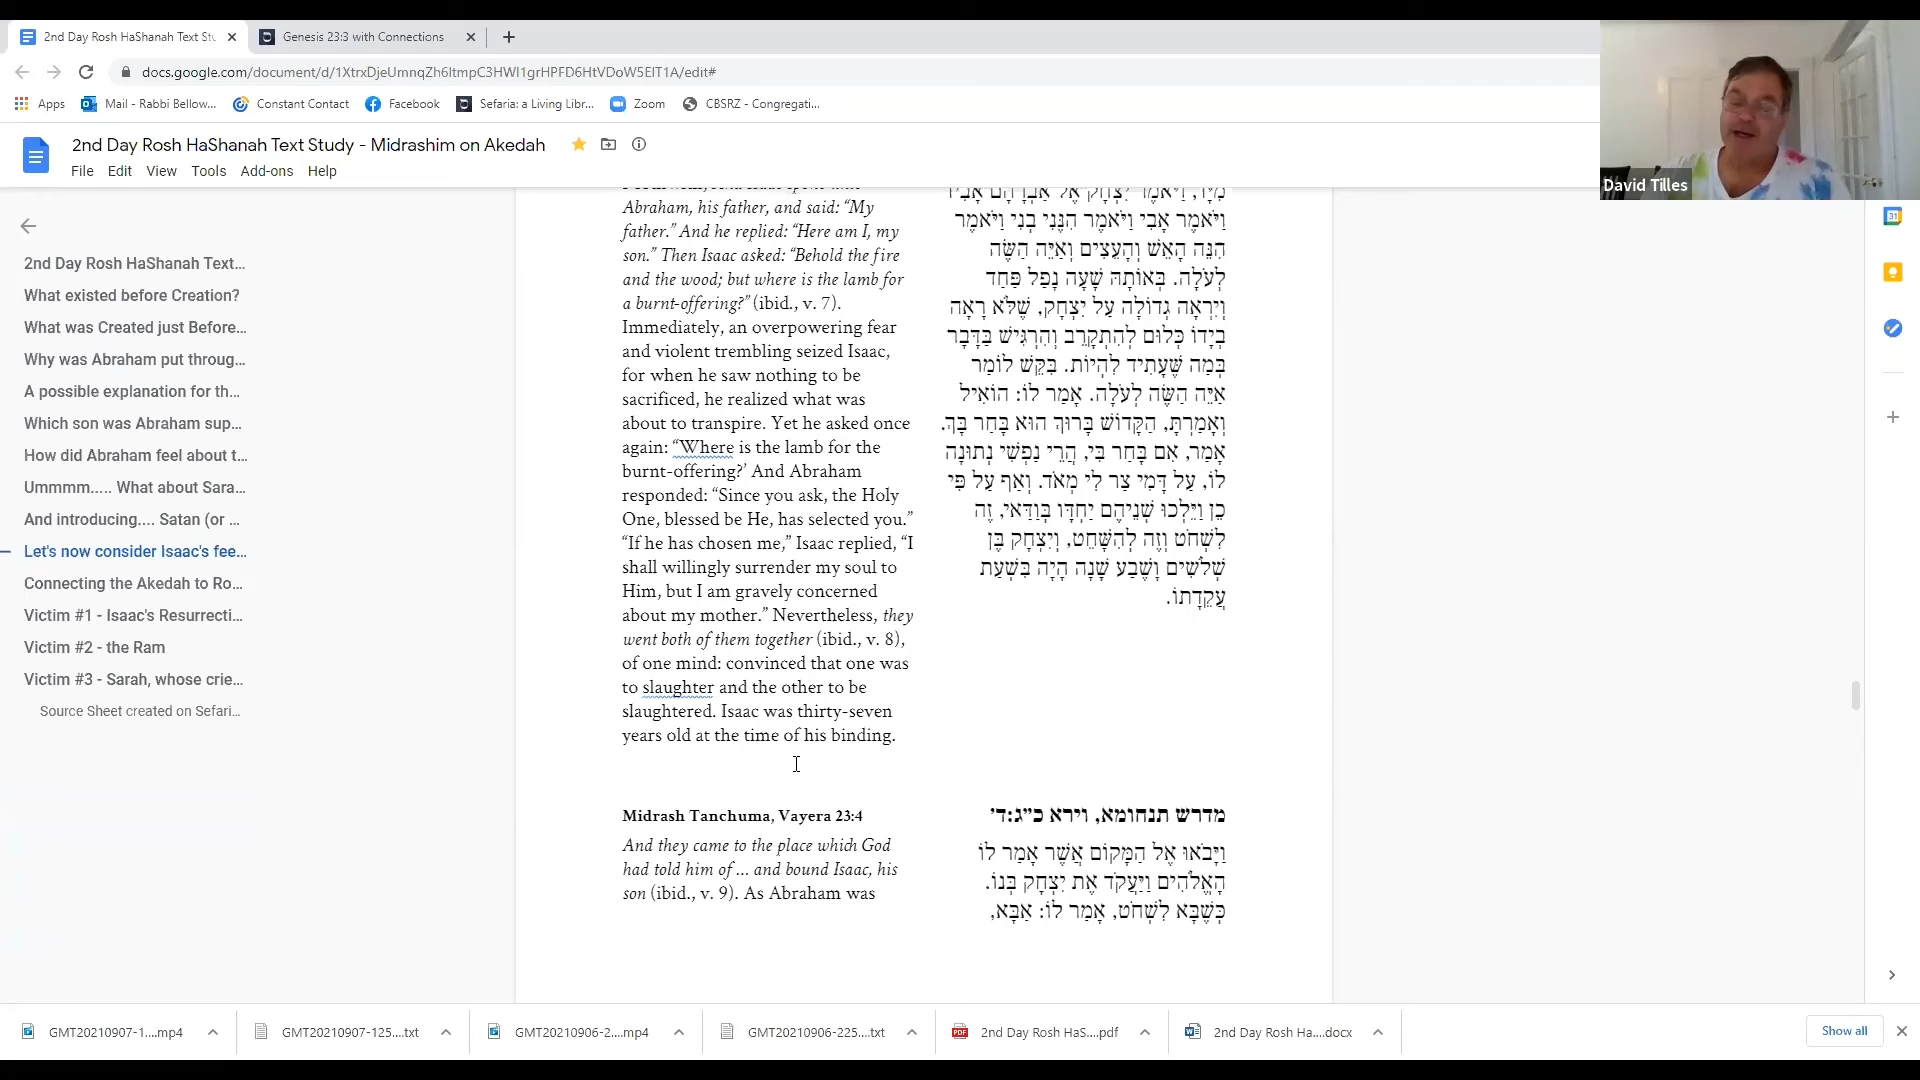 2nd Day Rosh HaShanah Text Stu
Genesis 23:3 with Connections
docs.google.com/document/d/1XtrxDjeUmnqZh6ltmpC3HWl1grHPFD6HtVDoW5EIT1A/edit#
Apps
Mail - Rabbi Bellow...
Constant Contact
Facebook
Sefaria: a Living Libr...
Zoom
CBSRZ - Congregati...
2nd Day Rosh HaShanah Text Study - Midrashim on Akedah
File Edit View Tools Add-ons Help
David Tilles
31
2nd Day Rosh HaShanah Text...
What existed before Creation?
What was Created just Before...
Why was Abraham put throug...
A possible explanation for th...
Which son was Abraham sup...
How did Abraham feel about t...
Ummmm..... What about Sara...
And introducing.... Satan (or ...
Let's now consider Isaac's fee...
Connecting the Akedah to Ro...
Victim #1 - Isaac's Resurrecti...
Victim #2 - the Ram
Victim #3 - Sarah, whose crie...
Source Sheet created on Sefari...
Abraham, his father, and said: “My
father.” And he replied: “Here am I, my
son.” Then Isaac asked: “Behold the fire
and the wood; but where is the lamb for
a burnt-offering?” (ibid., v. 7).
Immediately, an overpowering fear
and violent trembling seized Isaac,
for when he saw nothing to be
sacrificed, he realized what was
about to transpire. Yet he asked once
again: “Where is the lamb for the
burnt-offering?’ And Abraham
responded: “Since you ask, the Holy
One, blessed be He, has selected you.”
“If he has chosen me,” Isaac replied, “I
shall willingly surrender my soul to
Him, but I am gravely concerned
about my mother.” Nevertheless, they
went both of them together (ibid., v. 8),
of one mind: convinced that one was
to slaughter and the other to be
slaughtered. Isaac was thirty-seven
years old at the time of his binding.
מִיָּד, וַיֹּאמֶר יִצְחָק אֶל אַבְרָהָם אָבִיו
וַיֹּאמֶר אָבִי וַיֹּאמֶר הִנֶּנִּי בְנִי וַיֹּאמֶר
הִנֵּה הָאֵשׁ וְהָעֵצִים וְאַיֵּה הַשֶּׂה
לְעֹלָה. בְּאוֹתָהּ שָׁעָה נָפַל פַּחַד
וְיִרְאָה גְדוֹלָה עַל יִצְחָק, שֶׁלֹּא רָאָה
בְיָדוֹ כְּלוּם לְהִתְקָרֵב וְהִרְגִּישׁ בַּדָּבָר
בְּמַה שֶּׁעָתִיד לִהְיוֹת. בִּקֵּשׁ לוֹמַר
אַיֵּה הַשֶּׂה לְעֹלָה. אָמַר לוֹ: הוֹאִיל
וְאָמַרְתָּ, הַקָּדוֹשׁ בָּרוּךְ הוּא בָּחַר בָּךְ.
אָמַר, אִם בָּחַר בִּי, הֲרֵי נַפְשִׁי נְתוּנָה
לוֹ, עַל דָּמִי צַר לִי מְאֹד. וְאַף עַל פִּי
כֵן וַיֵּלְכוּ שְׁנֵיהֶם יַחְדָּו בְּוַדַּאי, זֶה
לִשְׁחֹט וְזֶה לְהִשָּׁחֵט, וְיִצְחָק בֶּן
שְׁלֹשִׁים וָשֶׁבַע שָׁנָה הָיָה בִּשְׁעַת
עֲקֵדָתוֹ.
Midrash Tanchuma, Vayera 23:4
And they came to the place which God
had told him of ... and bound Isaac, his
son (ibid., v. 9). As Abraham was
מדרש תנחומא, וירא כ״ג:ד׳
וַיָּבֹאוּ אֶל הַמָּקוֹם אֲשֶׁר אָמַר לוֹ
הָאֱלֹהִים וַיַּעֲקֹד אֶת יִצְחָק בְּנוֹ.
כְּשֶׁבָּא לִשְׁחֹט, אָמַר לוֹ: אַבָּא,
GMT20210907-1....mp4
GMT20210907-125....txt
GMT20210906-2....mp4
GMT20210906-225....txt
2nd Day Rosh HaS....pdf
2nd Day Rosh Ha....docx
Show all